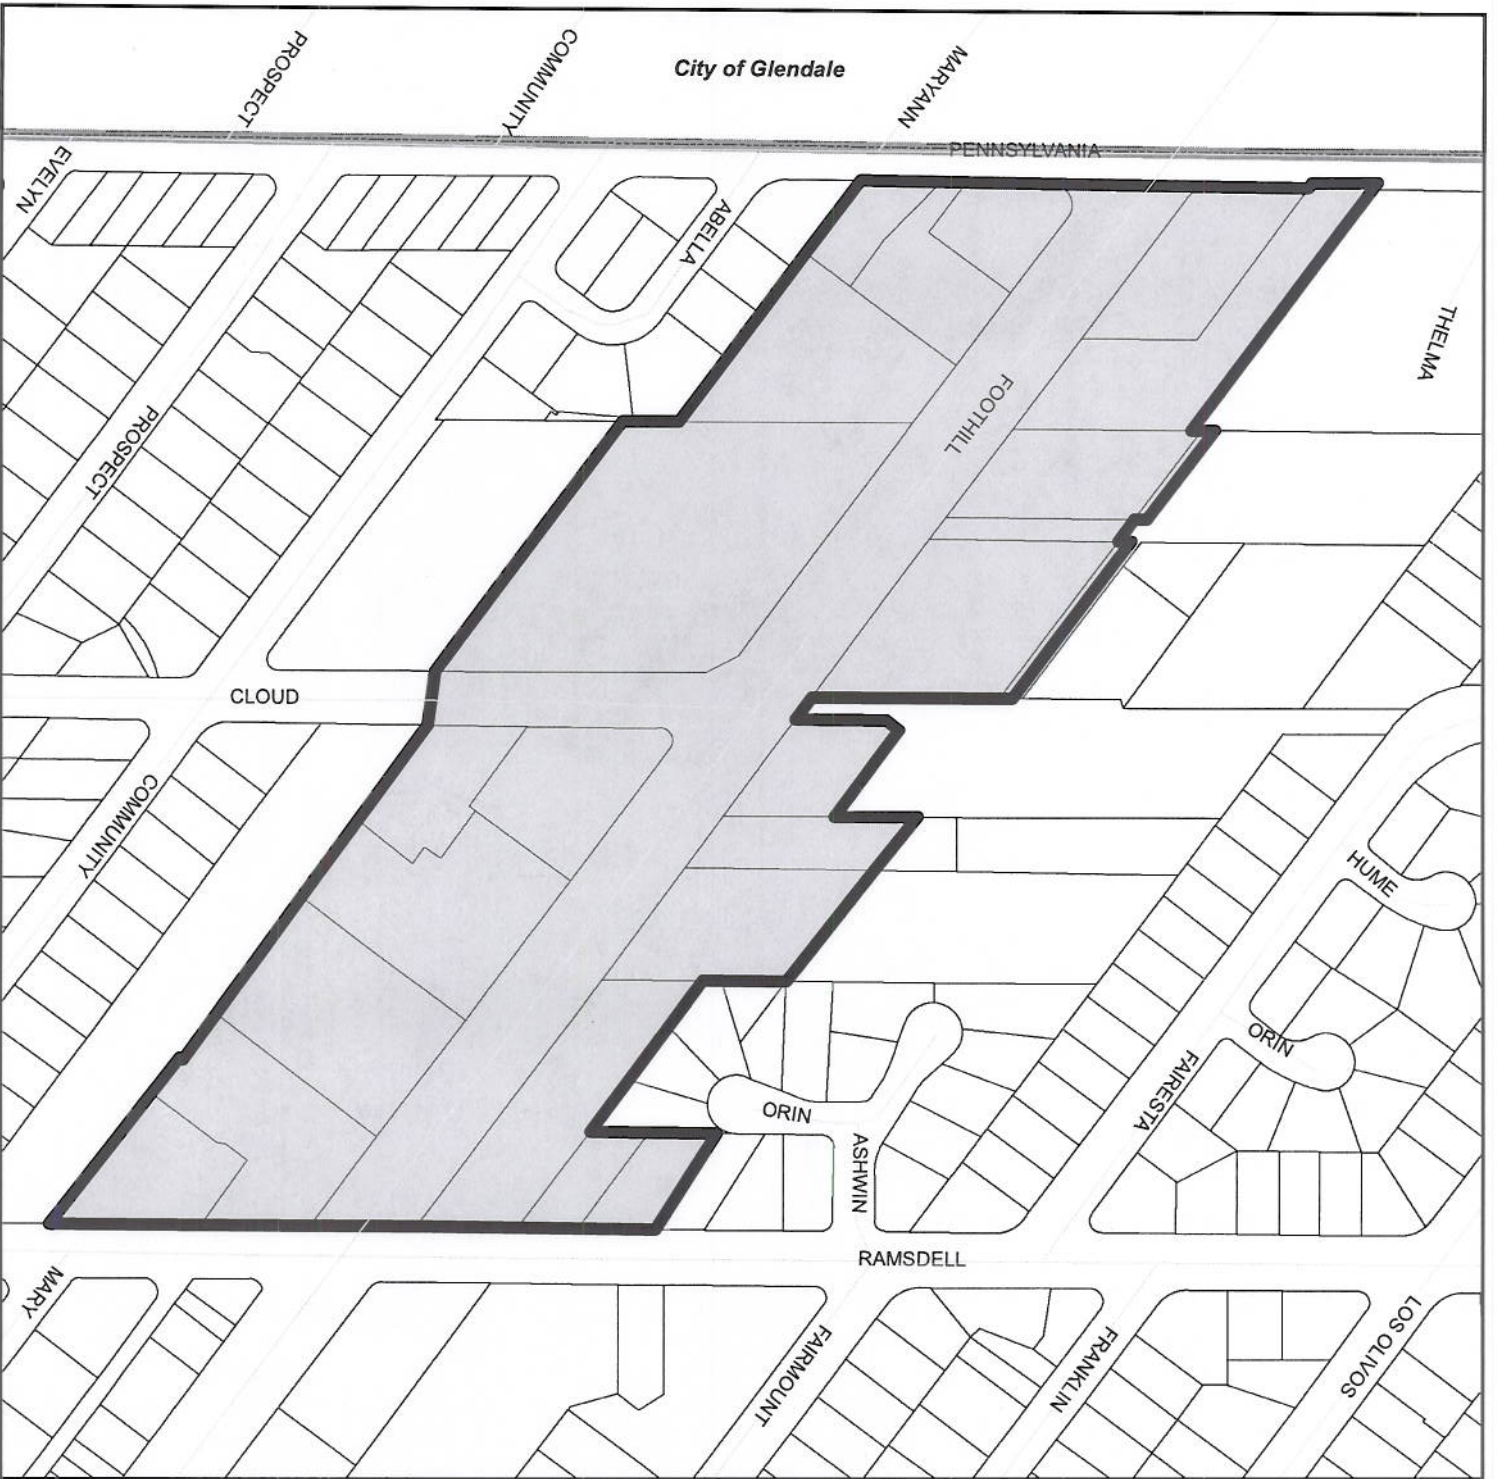 PROSPECT
COMMUNITY
City of Glendale
MARYANN
PENNSYLVANIA
EVELYN
ABELLA
THELMA
FOOTHILL
PROSPECT
CLOUD
COMMUNITY
HUME
ORIN
FAIRESTA
ORIN
ASHWIN
RAMSDELL
MARY
FAIRMOUNT
FRANKLIN
LOS OLIVOS